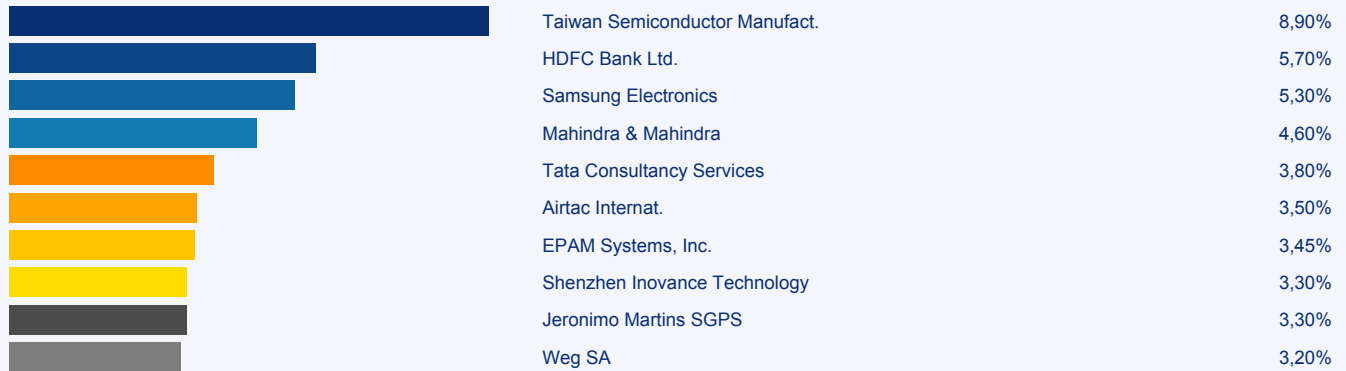 Taiwan Semiconductor Manufact. 8,90%
HDFC Bank Ltd. 5,70%
Samsung Electronics 5,30%
Mahindra & Mahindra 4,60%
Tata Consultancy Services 3,80%
Airtac Internat. 3,50%
EPAM Systems, Inc. 3,45%
Shenzhen Inovance Technology 3,30%
Jeronimo Martins SGPS 3,30%
Weg SA 3,20%